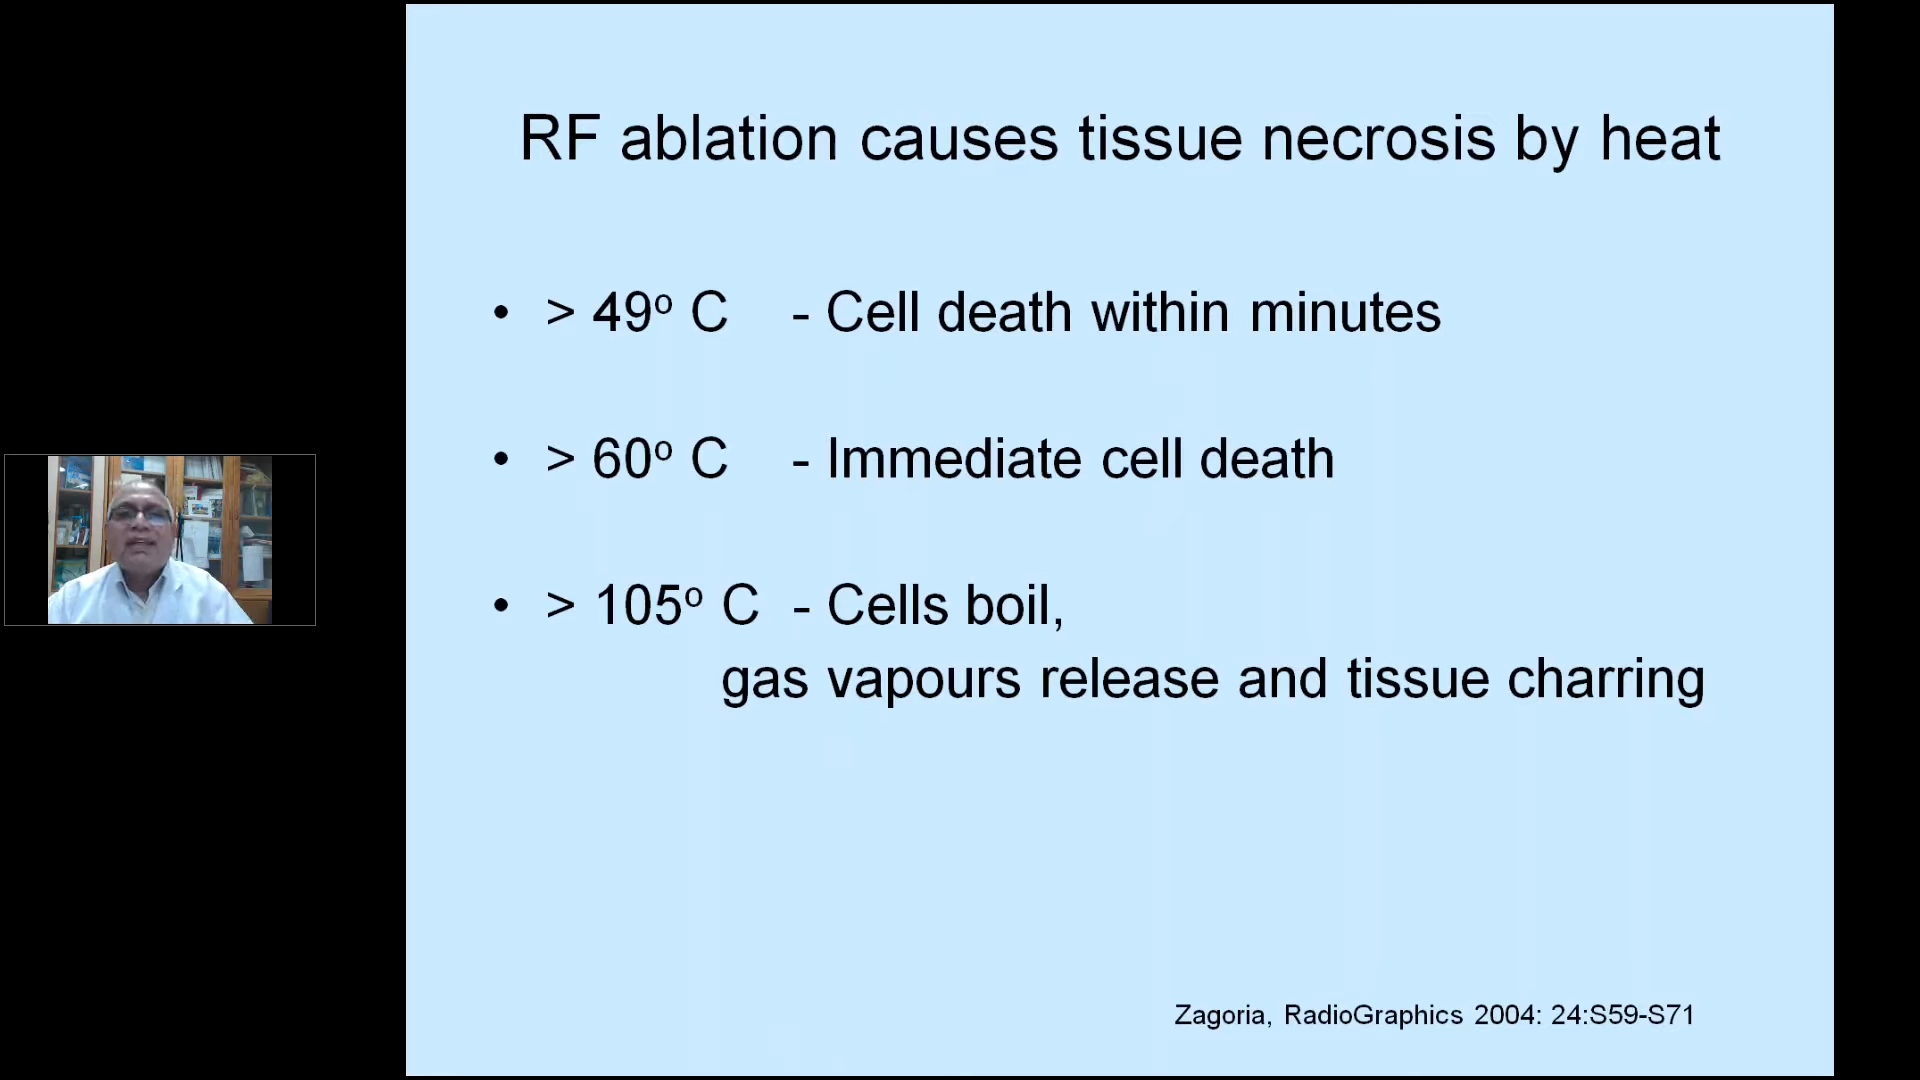 RF ablation causes tissue necrosis by heat
• > 49º C - Cell death within minutes
• > 60º C - Immediate cell death
• > 105º C - Cells boil,
gas vapours release and tissue charring
Zagoria, RadioGraphics 2004: 24:S59-S71